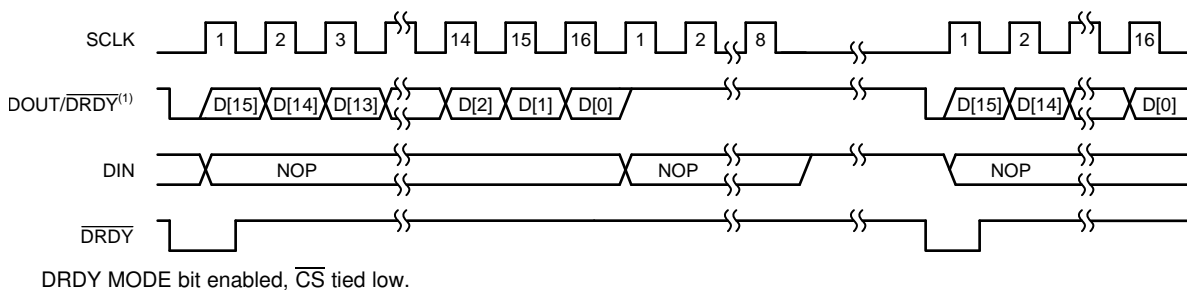 SCLK 1 2 3 14 15 16 1 2 8 1 2 16
DOUT/DRDY(1) D[15] D[14] D[13] D[2] D[1] D[0] D[15] D[14] D[0]
DIN NOP NOP NOP
DRDY
DRDY MODE bit enabled, CS tied low.